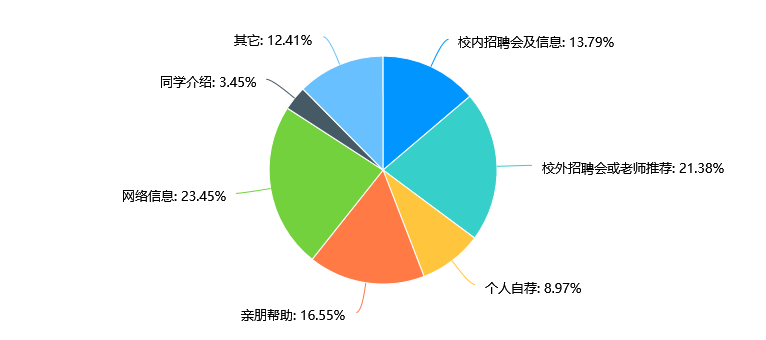 其它: 12.41%
校内招聘会及信息: 13.79%
同学介绍: 3.45%
校外招聘会或老师推荐: 21.38%
网络信息: 23.45%
个人自荐: 8.97%
亲朋帮助: 16.55%